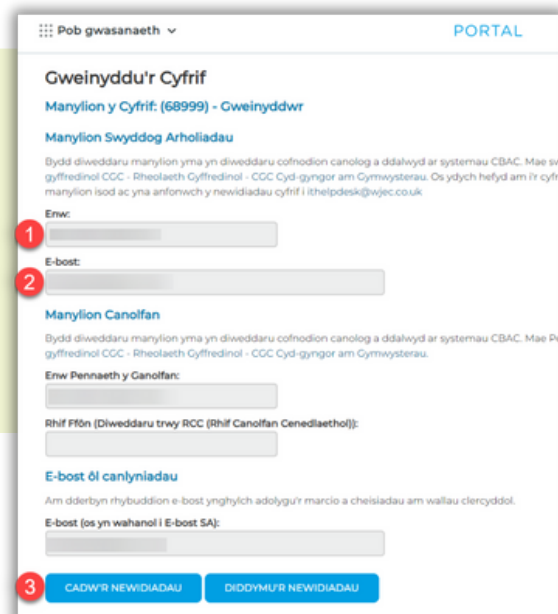 Pob gwasanaeth
PORTAL
Gweinyddu'r Cyfrif
Manylion y Cyfrif: (68999) - Gweinyddwr
Manylion Swyddog Arholiadau
Bydd diweddaru manylion yma yn diweddaru cofnodion canolog a ddalwyd ar systemau CBAC. Mae sw
gyffredinol CGC - Rheolaeth Gyffredinol - CGC Cyd-gyngor am Gymwysterau. Os ydych hefyd am i'r cyfr
manylion isod ac yna anfonwch y newidiadau cyfrif i ithelpdesk@wjec.co.uk
Enw:
1
E-bost:
2
Manylion Canolfan
Bydd diweddaru manylion yma yn diweddaru cofnodion canolog a ddalwyd ar systemau CBAC. Mae Pe
gyffredinol CGC - Rheolaeth Gyffredinol - CGC Cyd-gyngor am Gymwysterau.
Enw Pennaeth y Ganolfan:
Rhif Ffôn (Diweddaru trwy RCC (Rhif Canolfan Cenedlaethol)):
E-bost ôl canlyniadau
Am dderbyn rhybuddion e-bost ynghylch adolygu'r marcio a cheisiadau am wallau clercyddol.
E-bost (os yn wahanol i E-bost SA):
3 CADW'R NEWIDIADAU DIDDYMU'R NEWIDIADAU